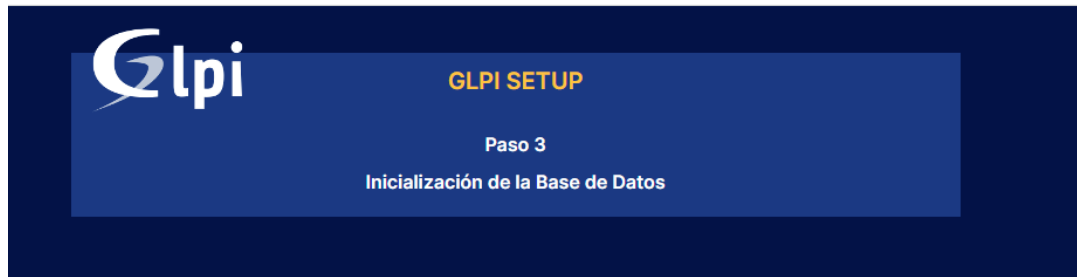 Glpi
GLPI SETUP
Paso 3
Inicialización de la Base de Datos